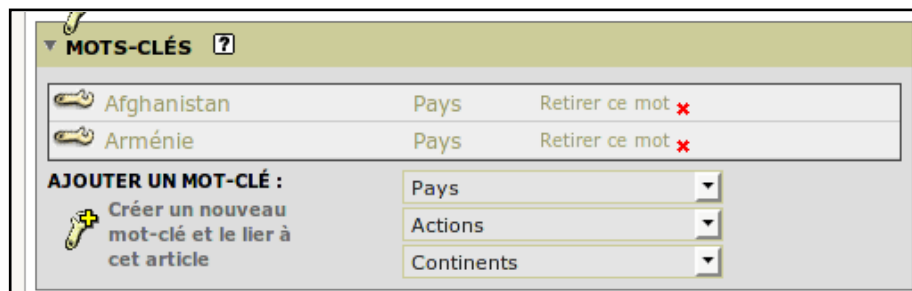 MOTS-CLÉS ?
Afghanistan Pays Retirer ce mot
Arménie Pays Retirer ce mot
AJOUTER UN MOT-CLÉ : Pays
Créer un nouveau
mot-clé et le lier à
cet article
Actions
Continents